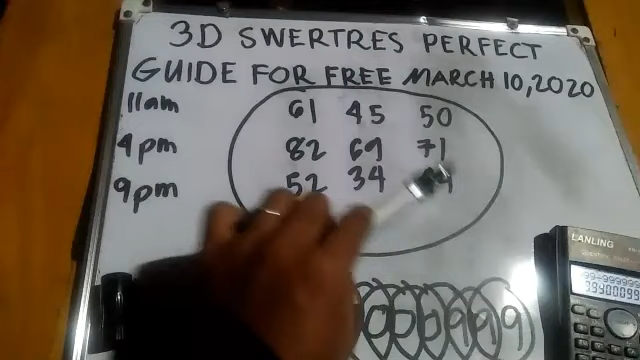 3D SWERTRES PERFECT
GUIDE FOR FREE MARCH 10,2020
11am 61 45 50
4pm 82 69 71
9pm 52 34
LANLING